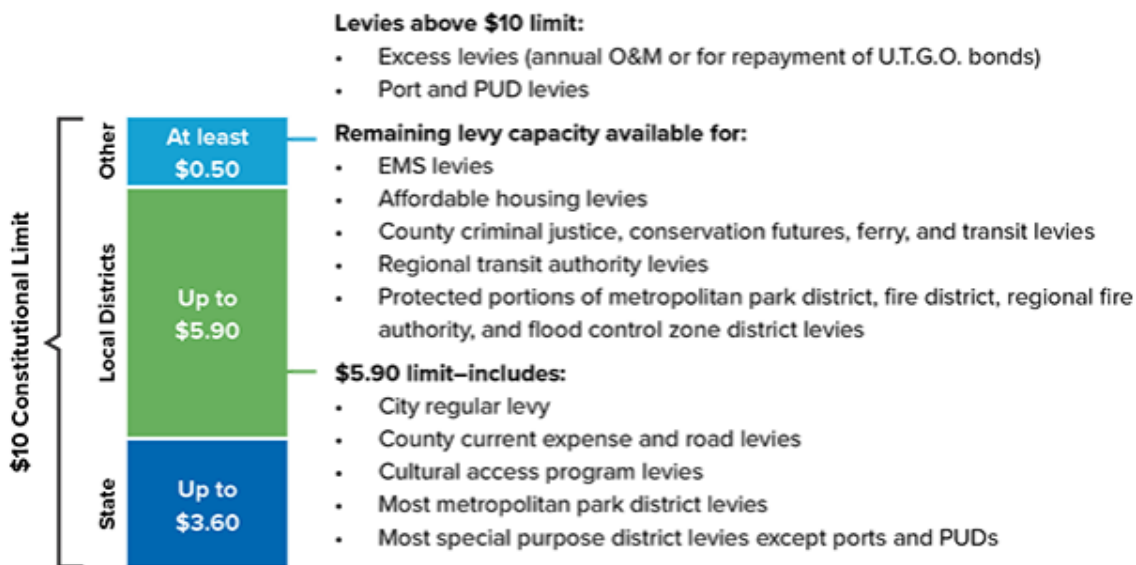 Levies above $10 limit:
• Excess levies (annual O&M or for repayment of U.T.G.O. bonds)
• Port and PUD levies
$10 Constitutional Limit
Other
At least
$0.50
Remaining levy capacity available for:
• EMS levies
• Affordable housing levies
• County criminal justice, conservation futures, ferry, and transit levies
• Regional transit authority levies
• Protected portions of metropolitan park district, fire district, regional fire
authority, and flood control zone district levies
Local Districts
Up to
$5.90
$5.90 limit–includes:
• City regular levy
• County current expense and road levies
• Cultural access program levies
• Most metropolitan park district levies
• Most special purpose district levies except ports and PUDs
State
Up to
$3.60